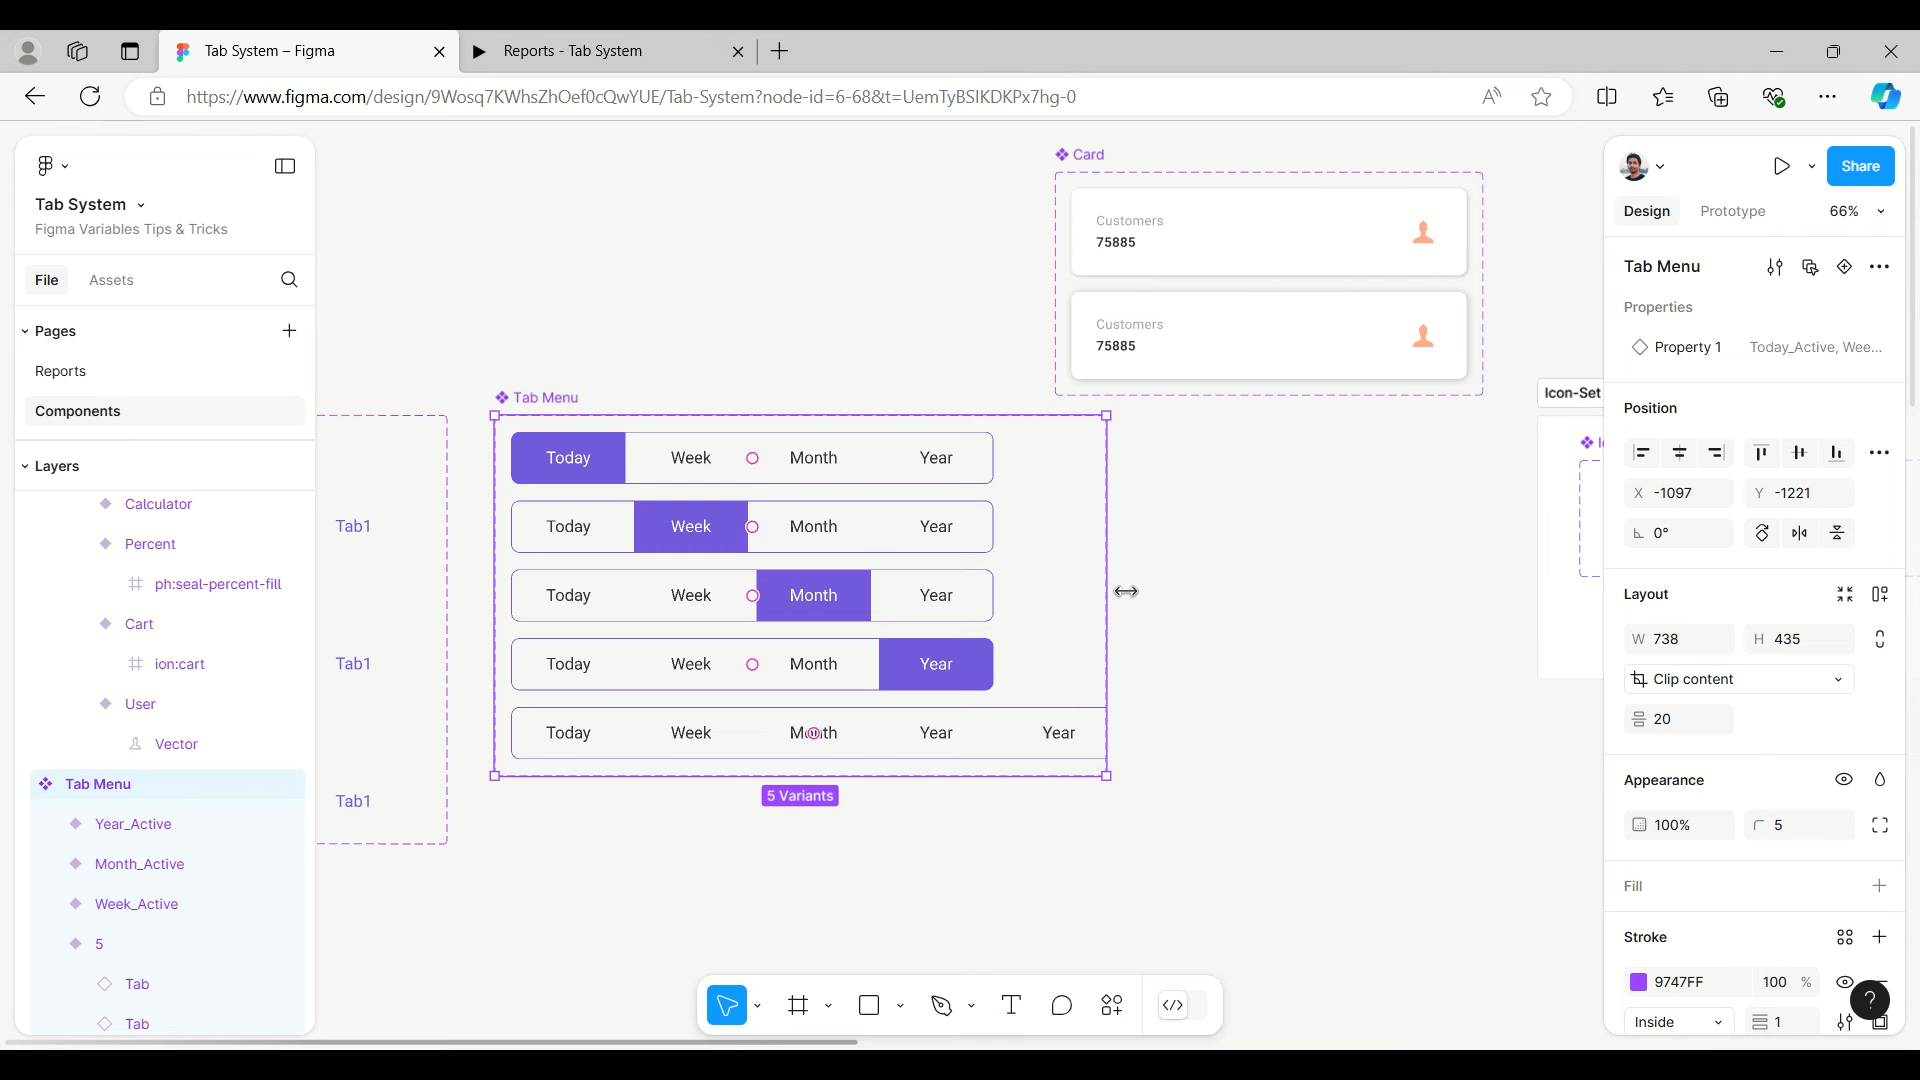 Tab System – Figma
Reports - Tab System
https://www.figma.com/design/9Wosq7KWhsZhOef0cQwYUE/Tab-System?node-id=6-68&t=UemTyBSIKDKPx7hg-0
Tab System
Figma Variables Tips & Tricks
File
Assets
Pages
Reports
Components
Layers
Calculator
Percent
ph:seal-percent-fill
Cart
ion:cart
User
Vector
Tab Menu
Year_Active
Month_Active
Week_Active
5
Tab
Tab
Tab1
Tab1
Tab1
Card
Customers
75885
Customers
75885
Tab Menu
Today Week Month Year
Today Week Month Year
Today Week Month Year
Today Week Month Year
Today Week Month Year Year
5 Variants
Icon-Set
Share
Design
Prototype
66%
Tab Menu
Properties
Property 1
Today_Active, Wee...
Position
X -1097
Y -1221
0°
Layout
W 738
H 435
Clip content
20
Appearance
100%
5
Fill
Stroke
9747FF
100 %
?
Inside
1